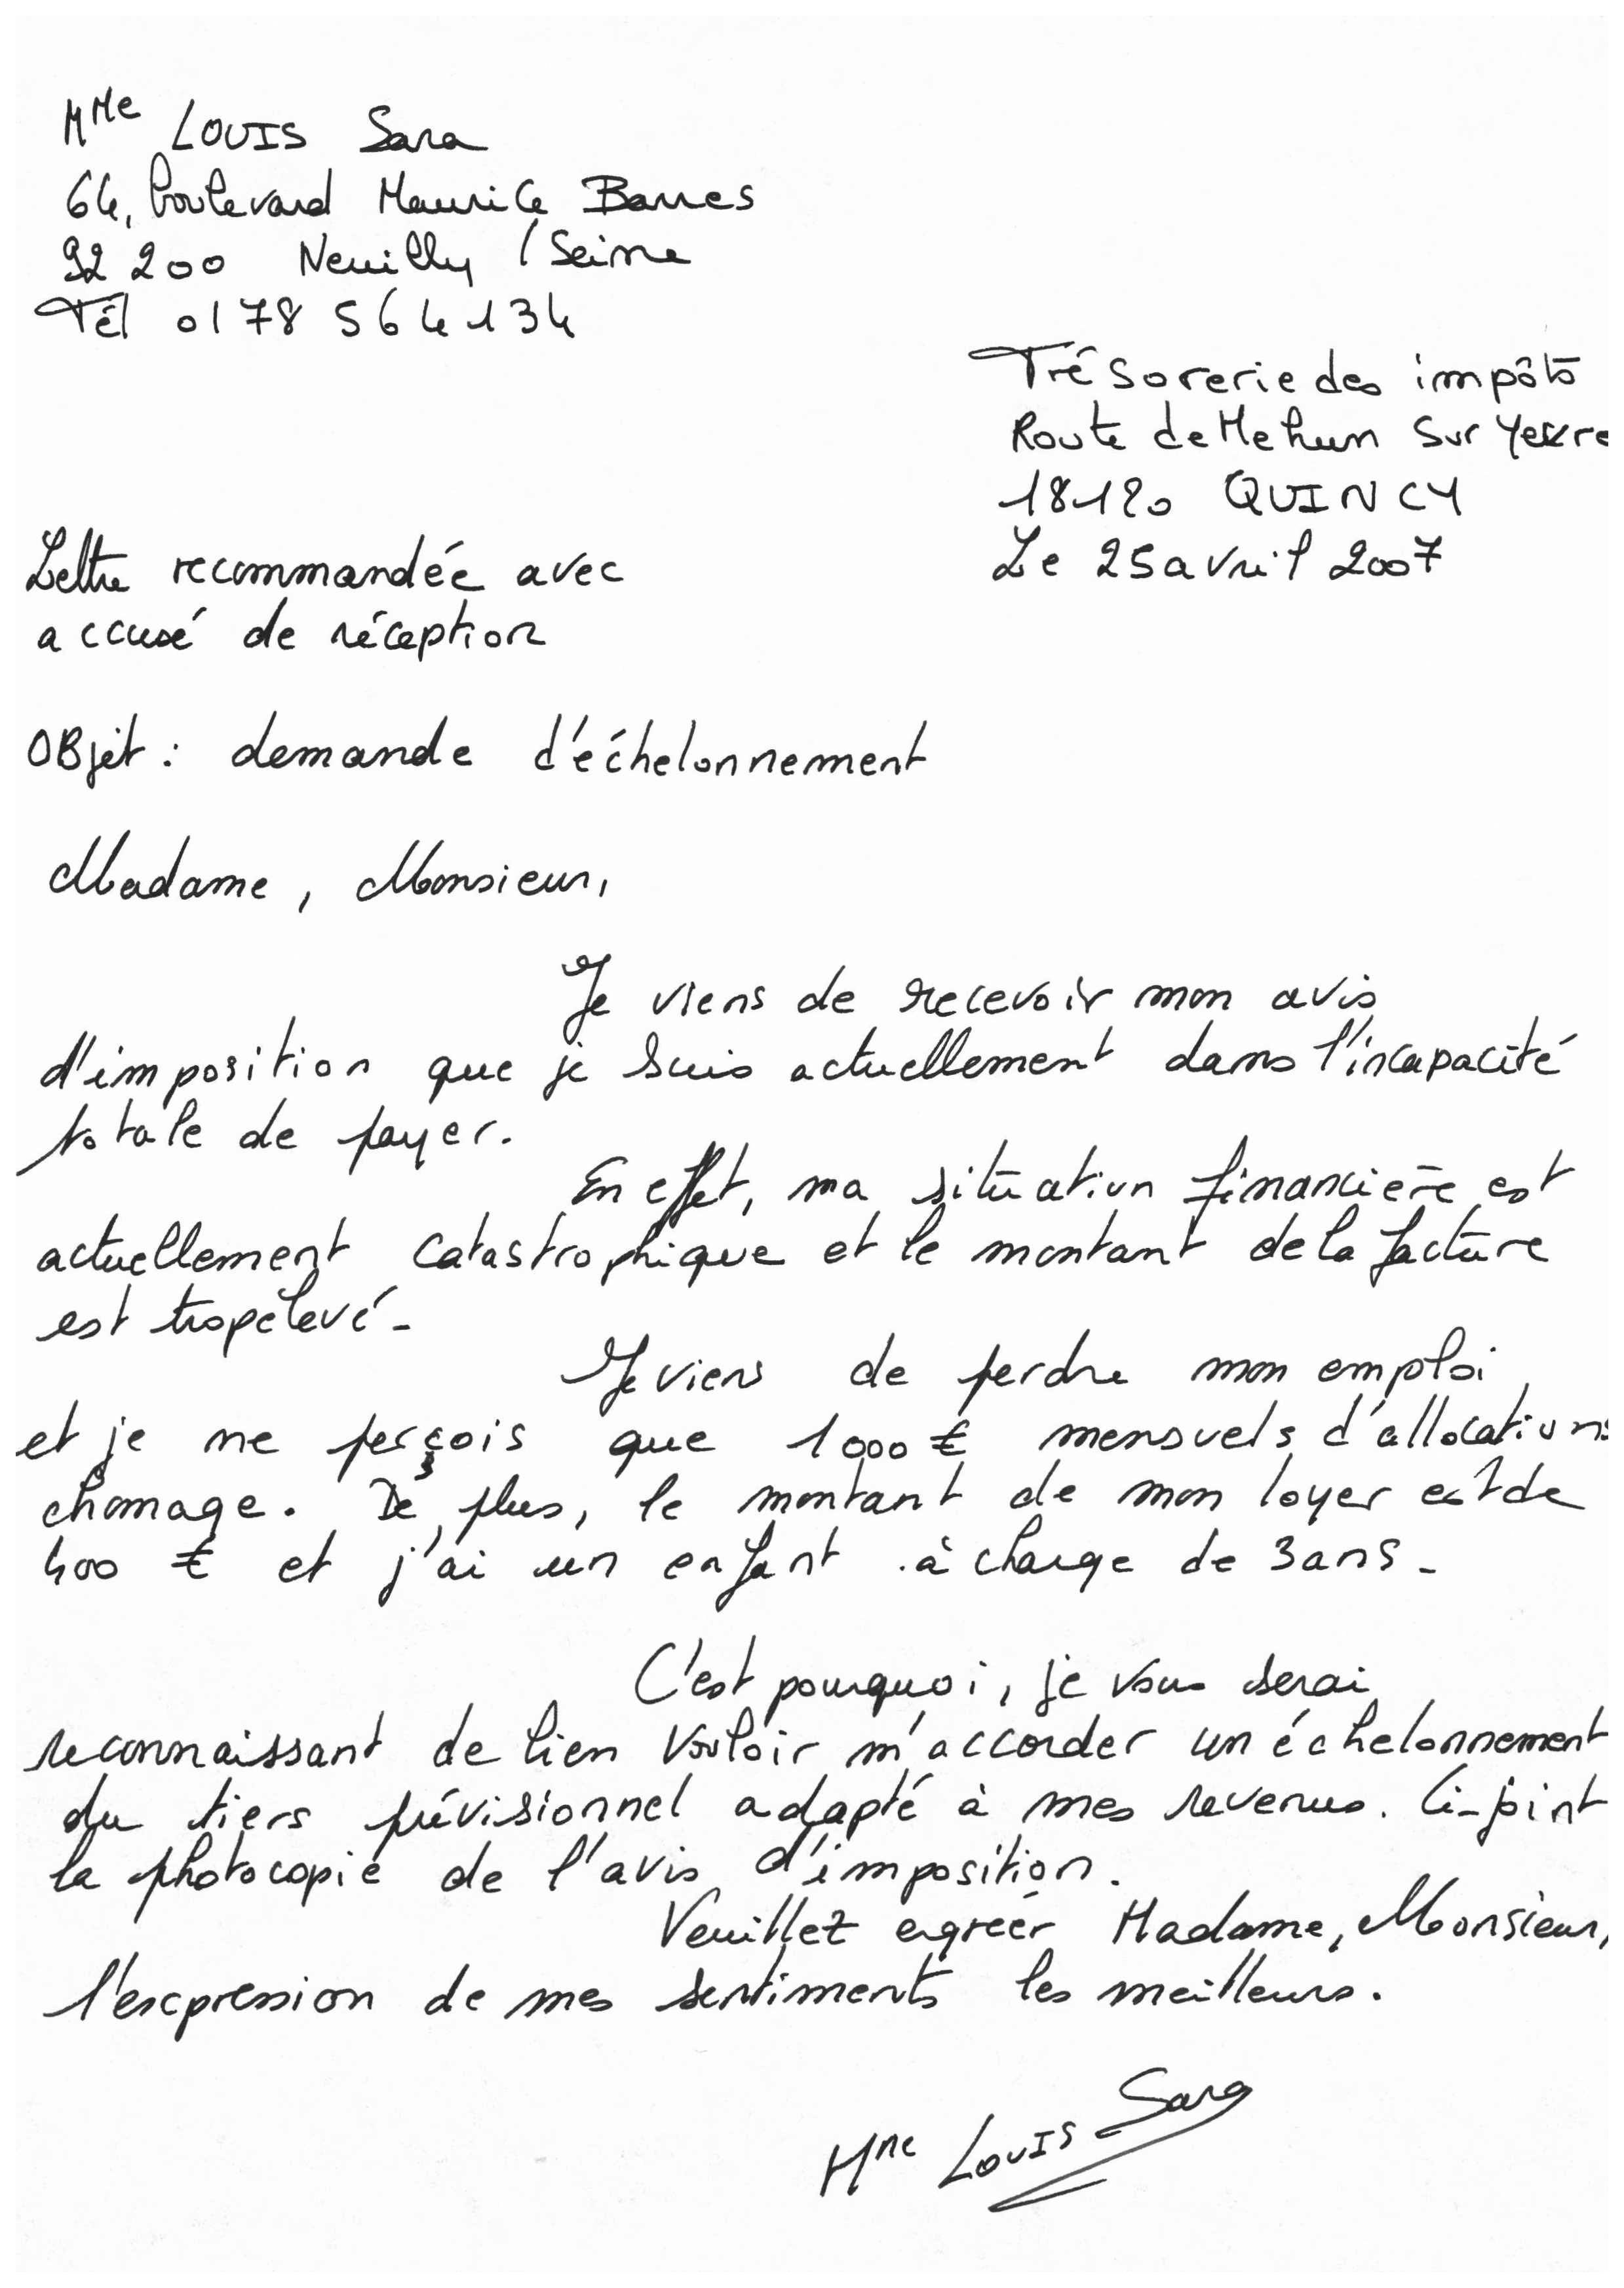 Mme LOUIS Sara
64, boulevard Maurice Barres
92 200 Neuilly / Seine
Tél 01 78 56 41 34
Trésorerie des impôts
Route de Mehun sur Yevre
18120 QUINCY
Le 25 avril 2007
Lettre recommandée avec
accusé de réception
OBjet : demande d'échelonnement
Madame, Monsieur,
Je viens de recevoir mon avis
d'imposition que je suis actuellement dans l'incapacité
totale de payer.
En effet, ma situation financière est
actuellement catastrophique et le montant de la facture
est trop élevé.
Je viens de perdre mon emploi
et je ne perçois que 1000 € mensuels d'allocations
chomage. De plus, le montant de mon loyer est de
400 € et j'ai un enfant à charge de 3 ans.
C'est pourquoi, je vous serai
reconnaissant de bien vouloir m'accorder un échelonnement
du tiers prévisionnel adapté à mes revenus. Ci-joint
la photocopie de l'avis d'imposition.
Veuillez agréer Madame, Monsieur,
l'expression de mes sentiments les meilleurs.
Mme LOUIS Sara